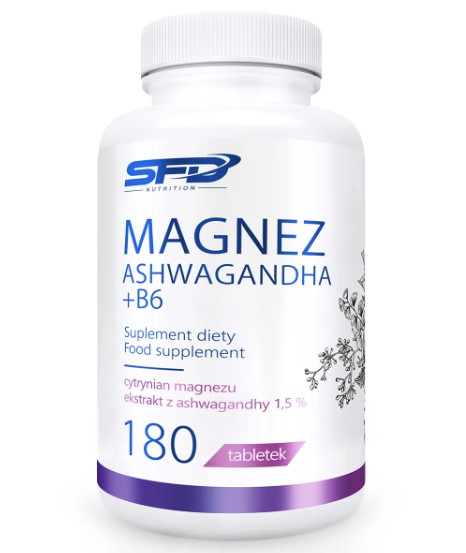 SFD
NUTRITION
MAGNEZ
ASHWAGANDHA
+B6
Suplement diety
Food supplement
cytrynian magnezu
ekstrakt z ashwagandhy 1,5 %
180
tabletek